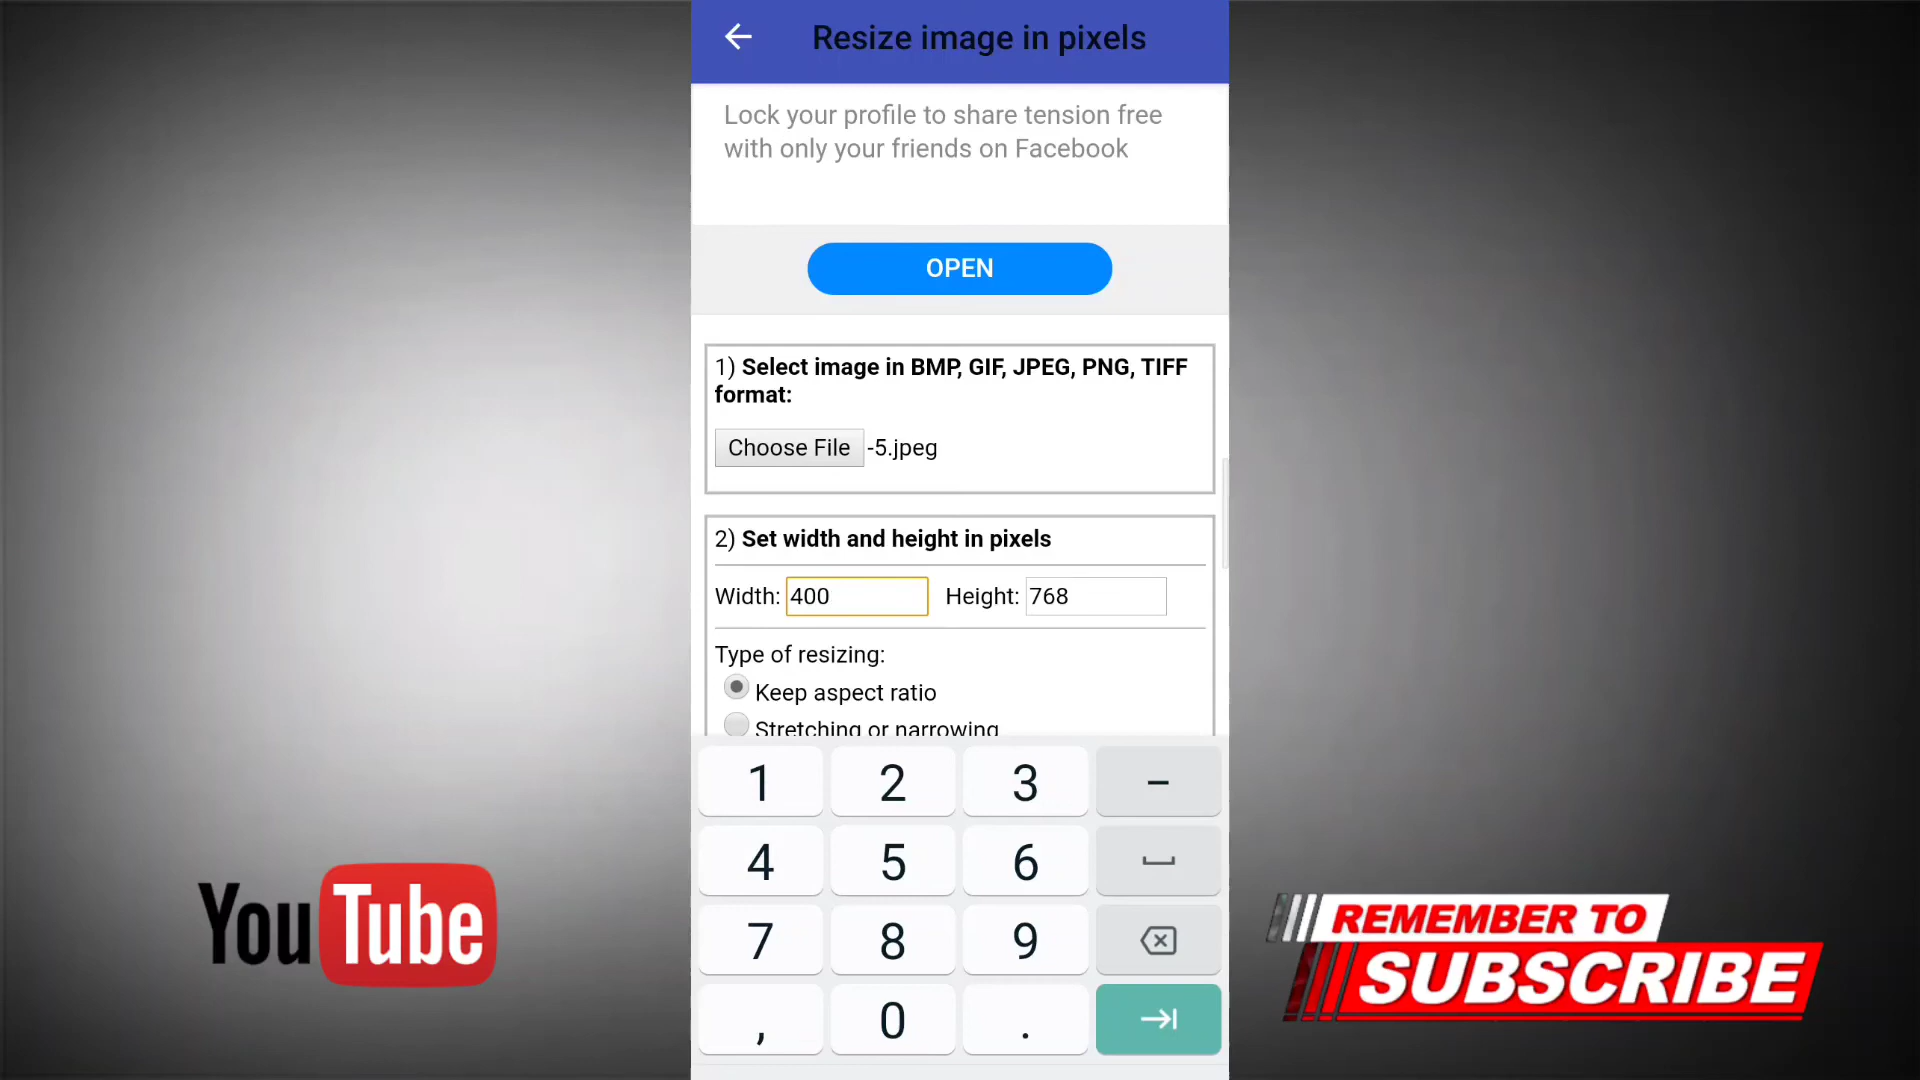 Resize image in pixels
Lock your profile to share tension free
with only your friends on Facebook
OPEN
1) Select image in BMP, GIF, JPEG, PNG, TIFF
format:
Choose File -5.jpeg
2) Set width and height in pixels
Width: 400 Height: 768
Type of resizing:
Keep aspect ratio
Stretching or narrowing
1 2 3 -
4 5 6
7 8 9
, 0 .
YouTube
REMEMBER TO
SUBSCRIBE